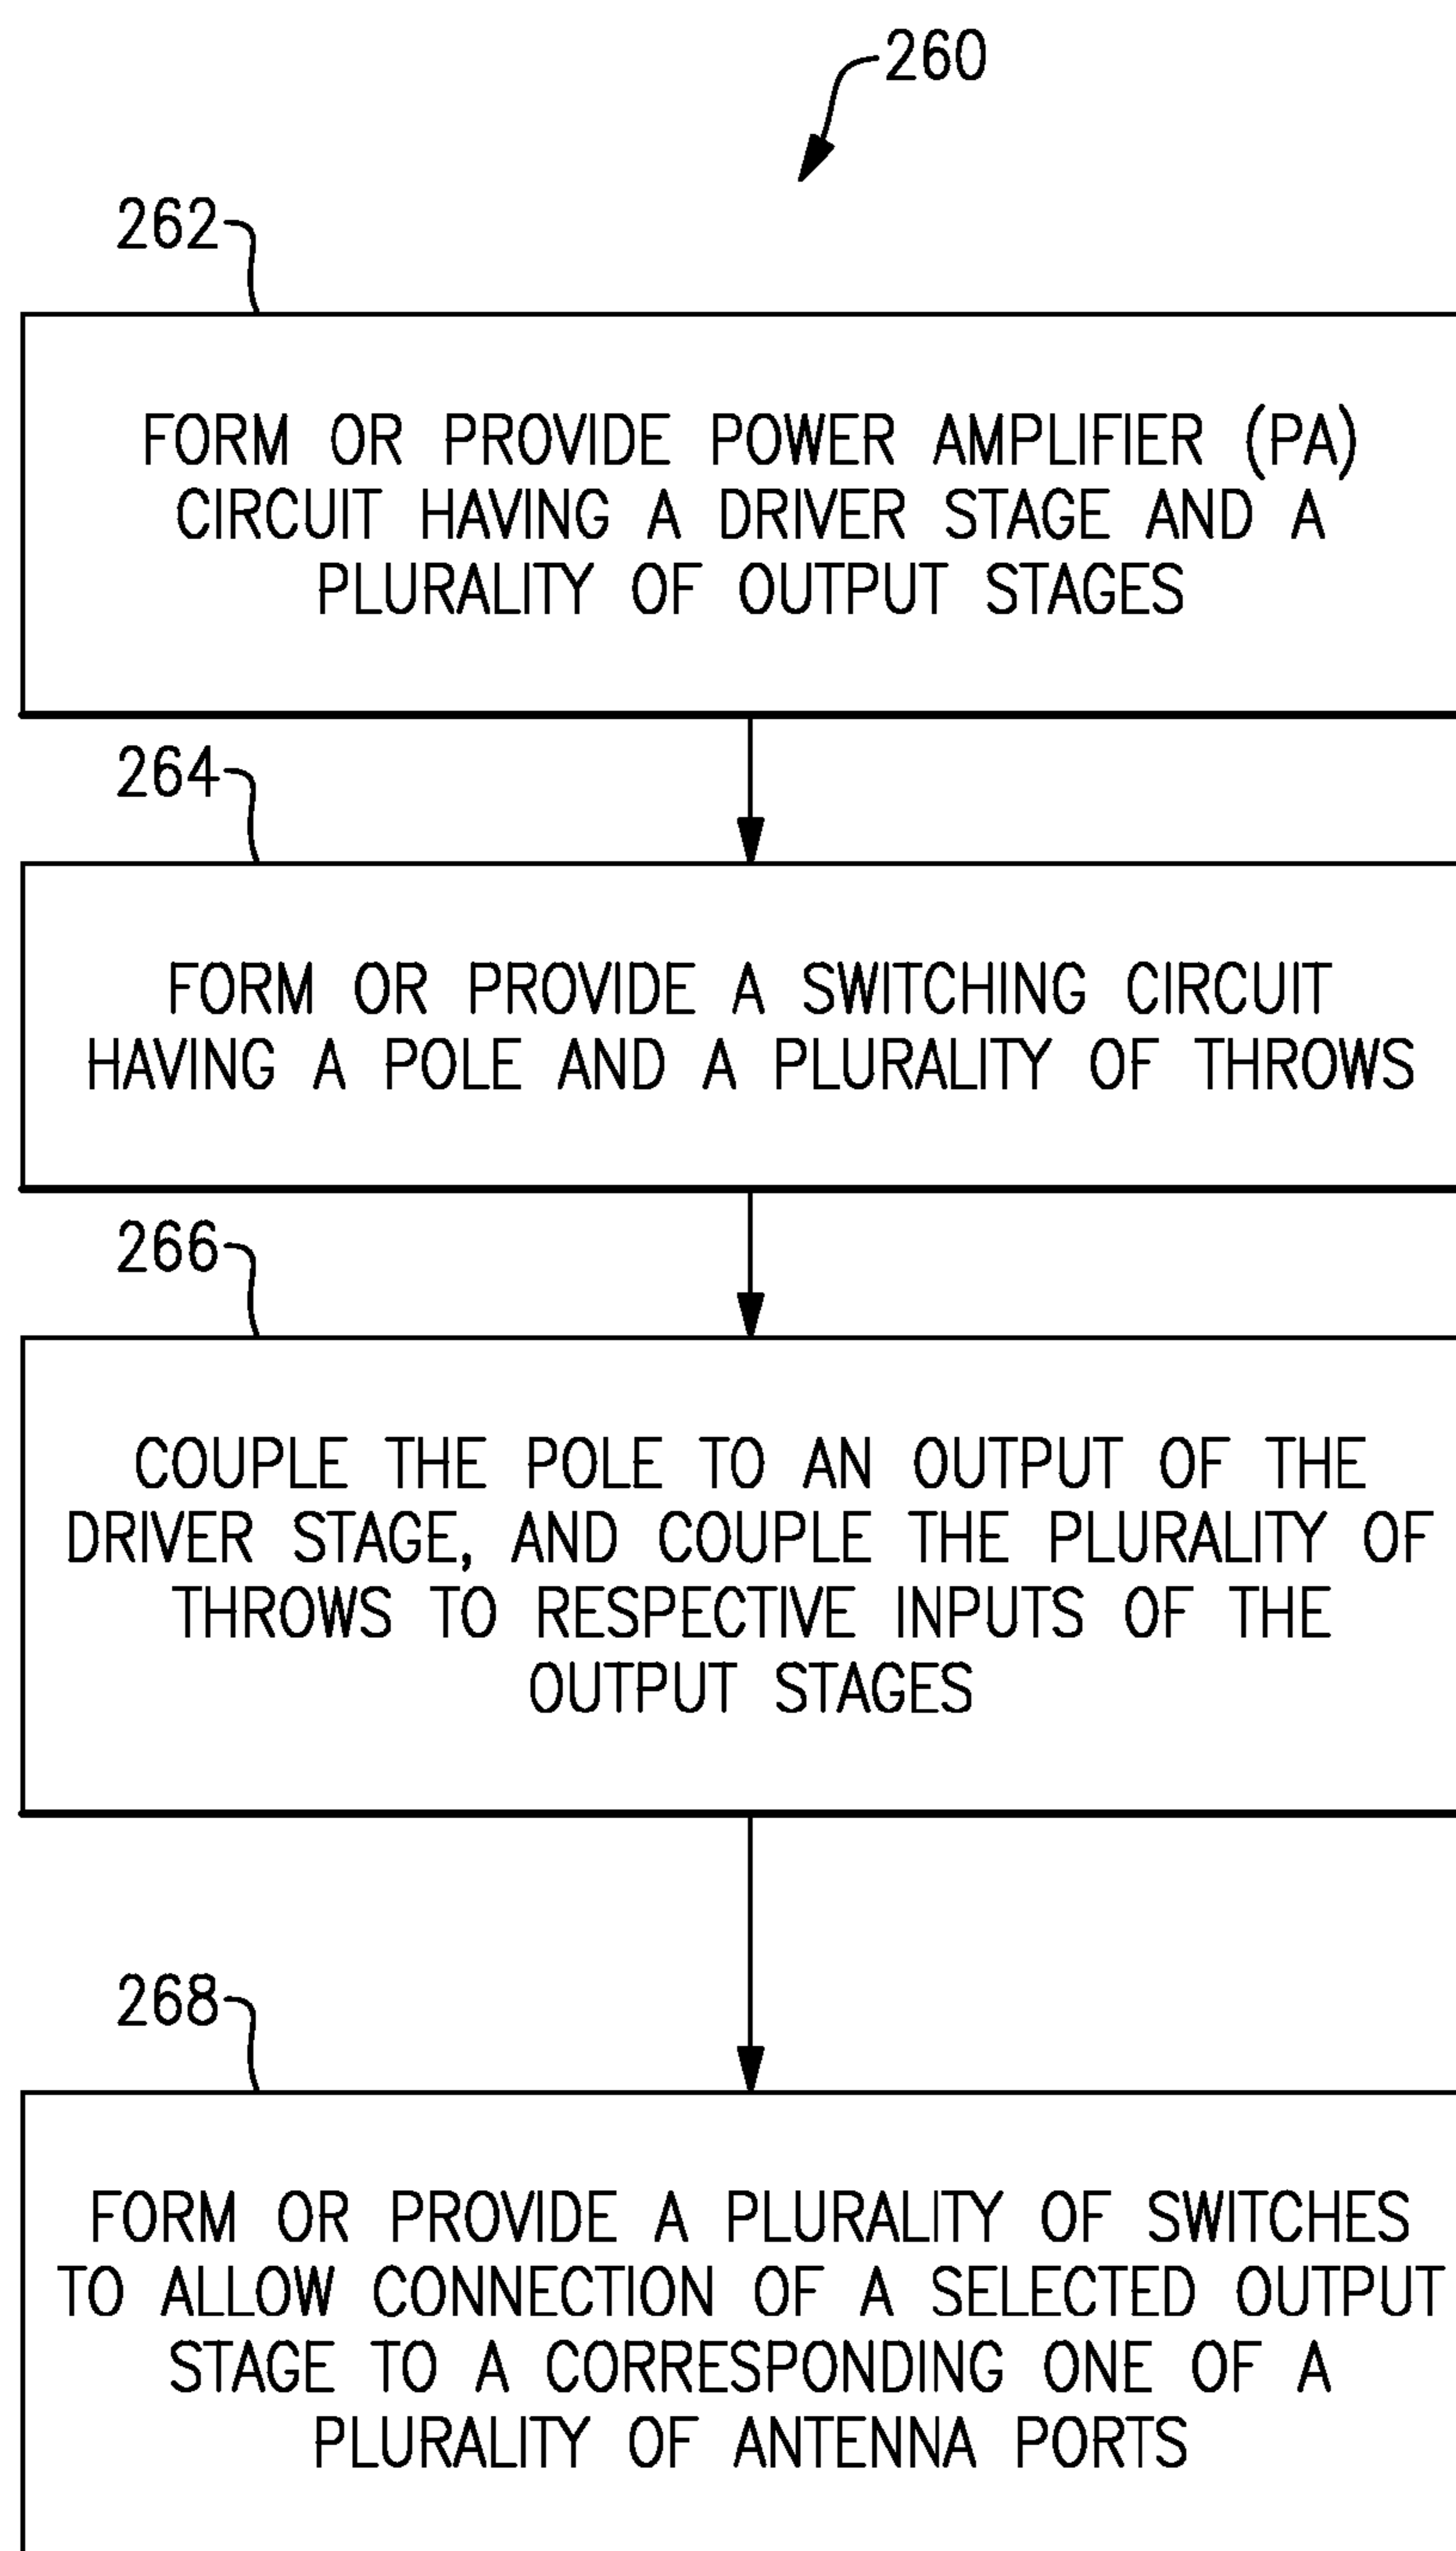 260
262
FORM OR PROVIDE POWER AMPLIFIER (PA)
CIRCUIT HAVING A DRIVER STAGE AND A
PLURALITY OF OUTPUT STAGES
264
FORM OR PROVIDE A SWITCHING CIRCUIT
HAVING A POLE AND A PLURALITY OF THROWS
266
COUPLE THE POLE TO AN OUTPUT OF THE
DRIVER STAGE, AND COUPLE THE PLURALITY OF
THROWS TO RESPECTIVE INPUTS OF THE
OUTPUT STAGES
268
FORM OR PROVIDE A PLURALITY OF SWITCHES
TO ALLOW CONNECTION OF A SELECTED OUTPUT
STAGE TO A CORRESPONDING ONE OF A
PLURALITY OF ANTENNA PORTS